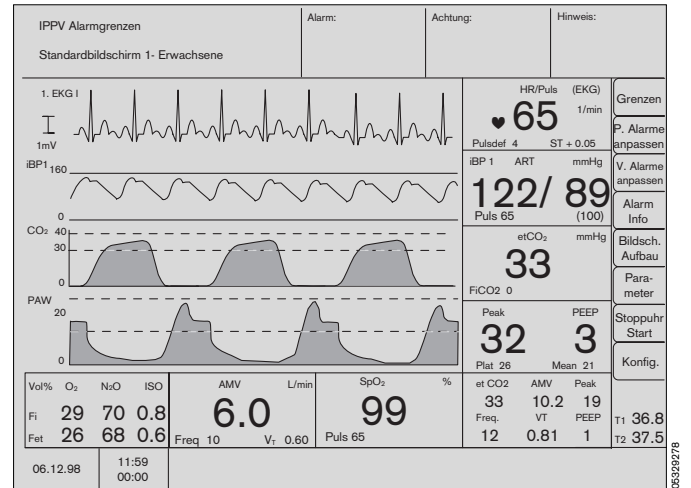 IPPV Alarmgrenzen
Standardbildschirm 1- Erwachsene
Alarm:
Achtung:
Hinweis:
1. EKG I
1mV
iBP1
160
0
CO₂ 40
30
0
PAW
20
0
HR/Puls (EKG)
65 1/min
Pulsdef 4 ST + 0.05
iBP 1 ART mmHg
122/ 89
Puls 65 (100)
etCO₂ mmHg
33
FiCO2 0
Peak PEEP
32 3
Plat 26 Mean 21
Grenzen
P. Alarme
anpassen
V. Alarme
anpassen
Alarm
Info
Bildsch.
Aufbau
Para-
meter
Stoppuhr
Start
Konfig.
Vol% O₂ N₂O ISO
Fi 29 70 0.8
Fet 26 68 0.6
AMV L/min
6.0
Freq 10 VT 0.60
SpO₂ %
99
Puls 65
et CO2 AMV Peak
33 10.2 19
Freq. VT PEEP
12 0.81 1
T1 36.8
T2 37.5
06.12.98
11:59
00:00
05329278